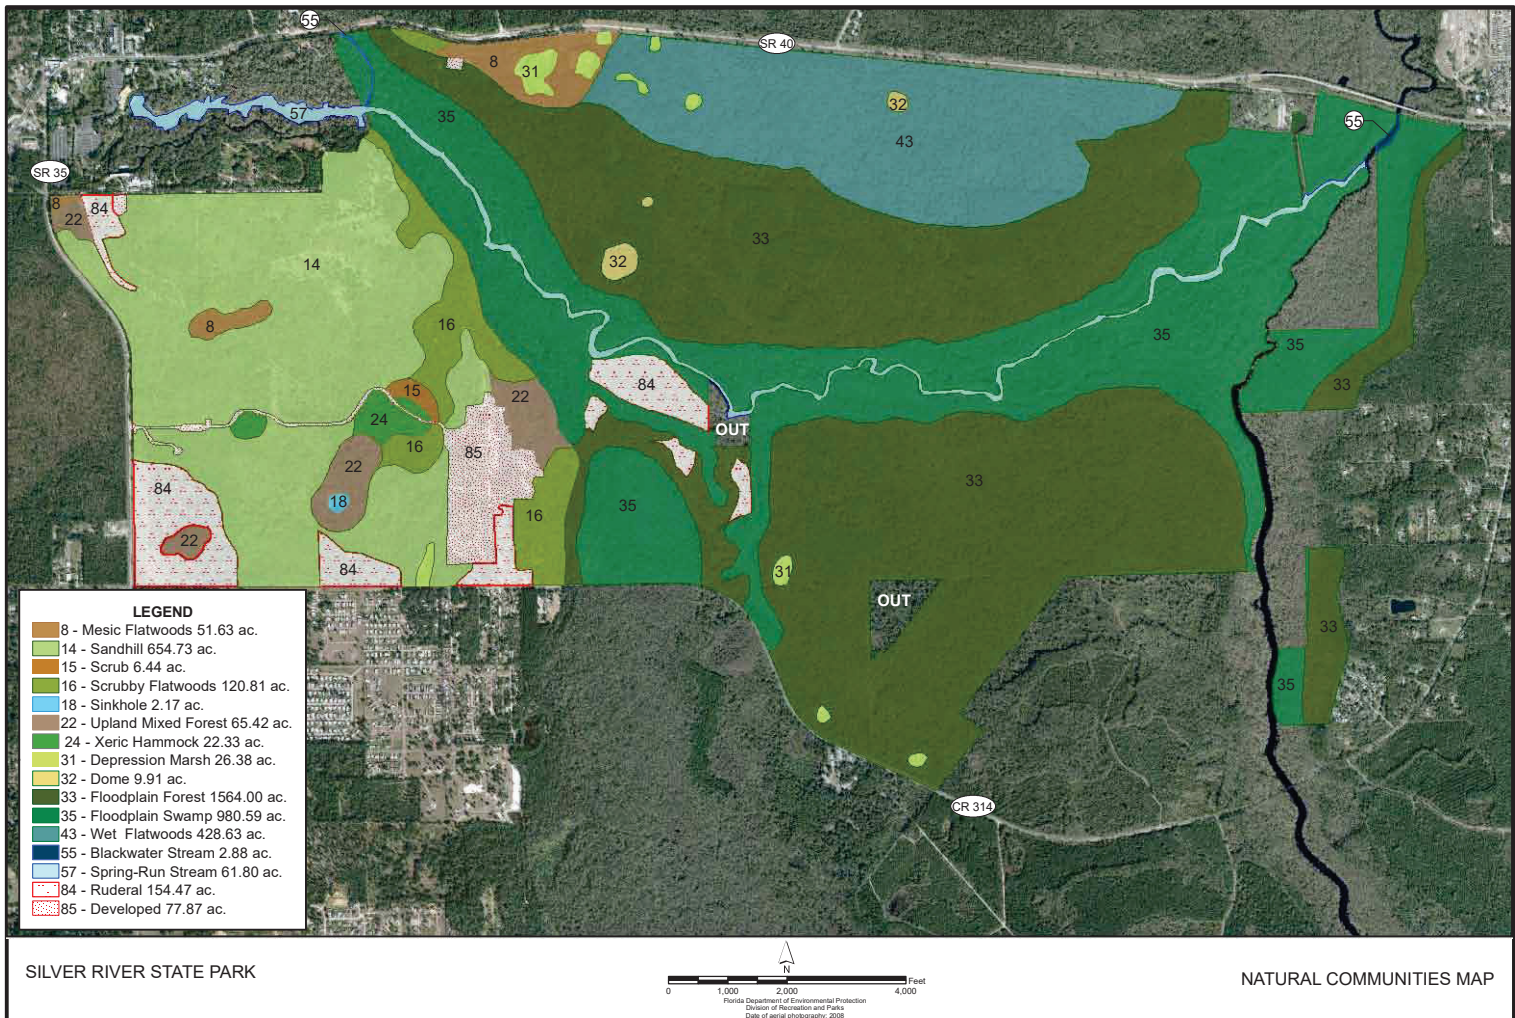 55
SR 40
8
31
57
35
32
43
55
SR 35
8
22
84
14
33
32
8
16
35
35
33
15
84
22
24
OUT
16
85
22
84
18
33
35
16
22
84
31
OUT
33
35
LEGEND
8 - Mesic Flatwoods 51.63 ac.
14 - Sandhill 654.73 ac.
15 - Scrub 6.44 ac.
16 - Scrubby Flatwoods 120.81 ac.
18 - Sinkhole 2.17 ac.
22 - Upland Mixed Forest 65.42 ac.
24 - Xeric Hammock 22.33 ac.
31 - Depression Marsh 26.38 ac.
32 - Dome 9.91 ac.
33 - Floodplain Forest 1564.00 ac.
35 - Floodplain Swamp 980.59 ac.
43 - Wet Flatwoods 428.63 ac.
55 - Blackwater Stream 2.88 ac.
57 - Spring-Run Stream 61.80 ac.
84 - Ruderal 154.47 ac.
85 - Developed 77.87 ac.
CR 314
SILVER RIVER STATE PARK
N
Feet
0 1,000 2,000 4,000
Florida Department of Environmental Protection
Division of Recreation and Parks
Date of aerial photography: 2008
NATURAL COMMUNITIES MAP